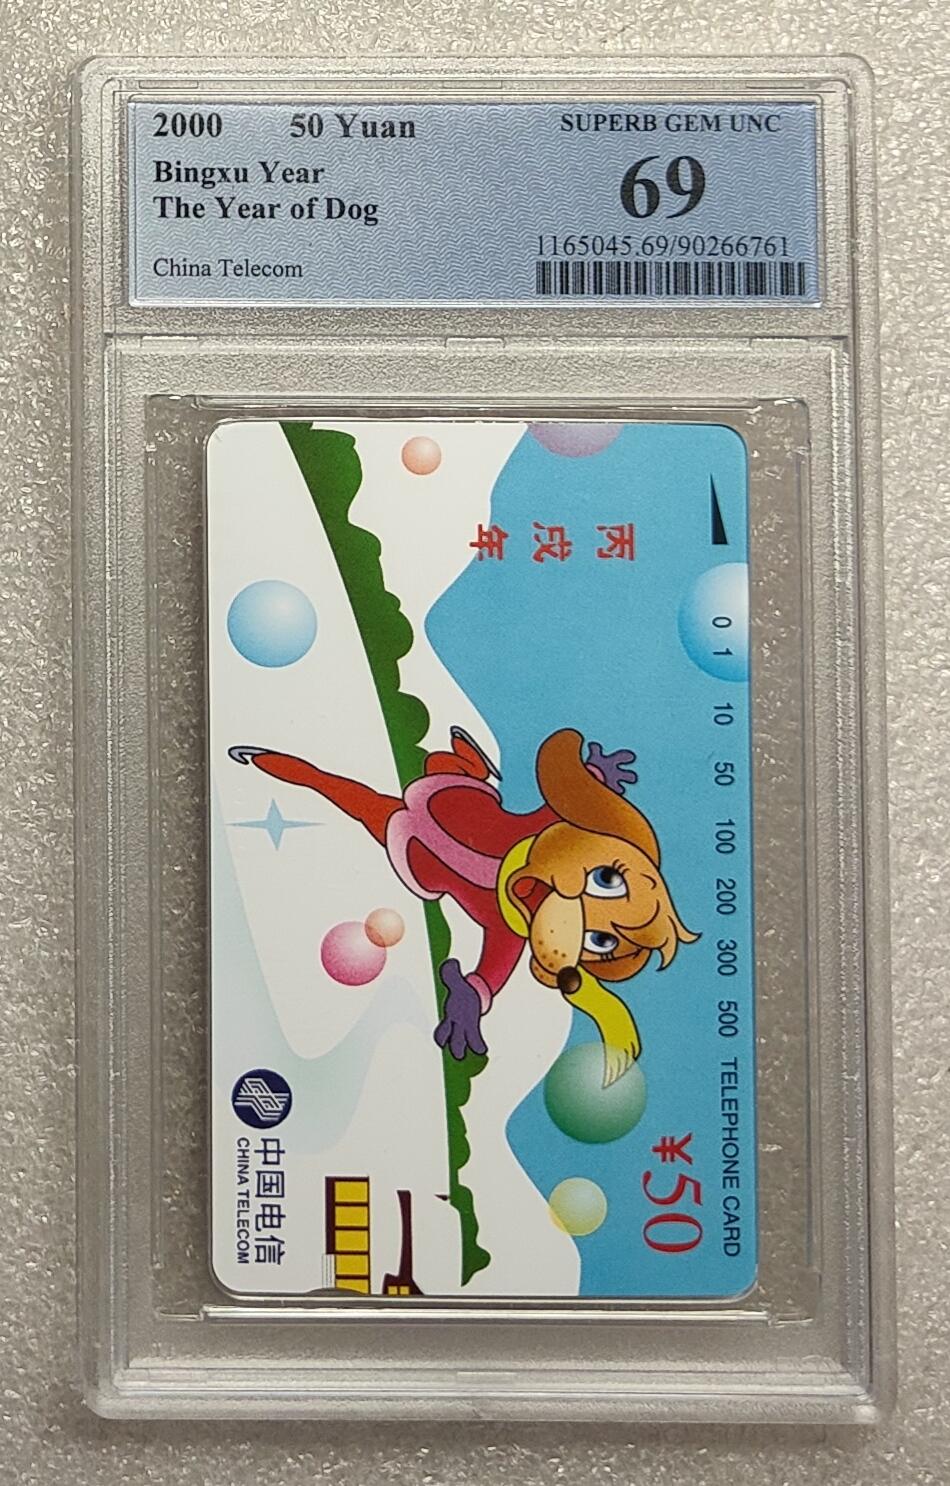 2000 50 Yuan
Bingxu Year
The Year of Dog
China Telecom
SUPERB GEM UNC
69
1165045.69/90266761
0 1 10 50 100 200 300 500 TELEPHONE CARD
丙戌年
¥50
中国电信
CHINA TELECOM